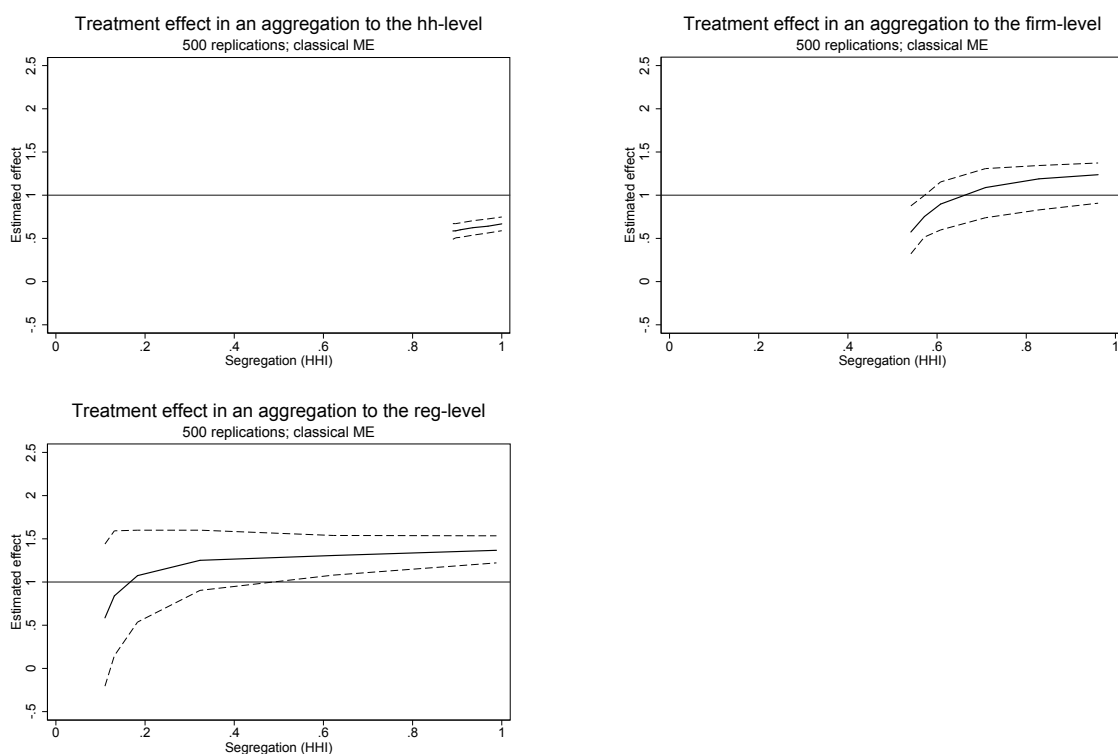 Treatment effect in an aggregation to the hh-level
500 replications; classical ME
2.5
2
1.5
1
.5
0
-.5
Estimated effect
0 .2 .4 .6 .8 1
Segregation (HHI)
Treatment effect in an aggregation to the firm-level
500 replications; classical ME
2.5
2
1.5
1
.5
0
-.5
Estimated effect
0 .2 .4 .6 .8 1
Segregation (HHI)
Treatment effect in an aggregation to the reg-level
500 replications; classical ME
2.5
2
1.5
1
.5
0
-.5
Estimated effect
0 .2 .4 .6 .8 1
Segregation (HHI)